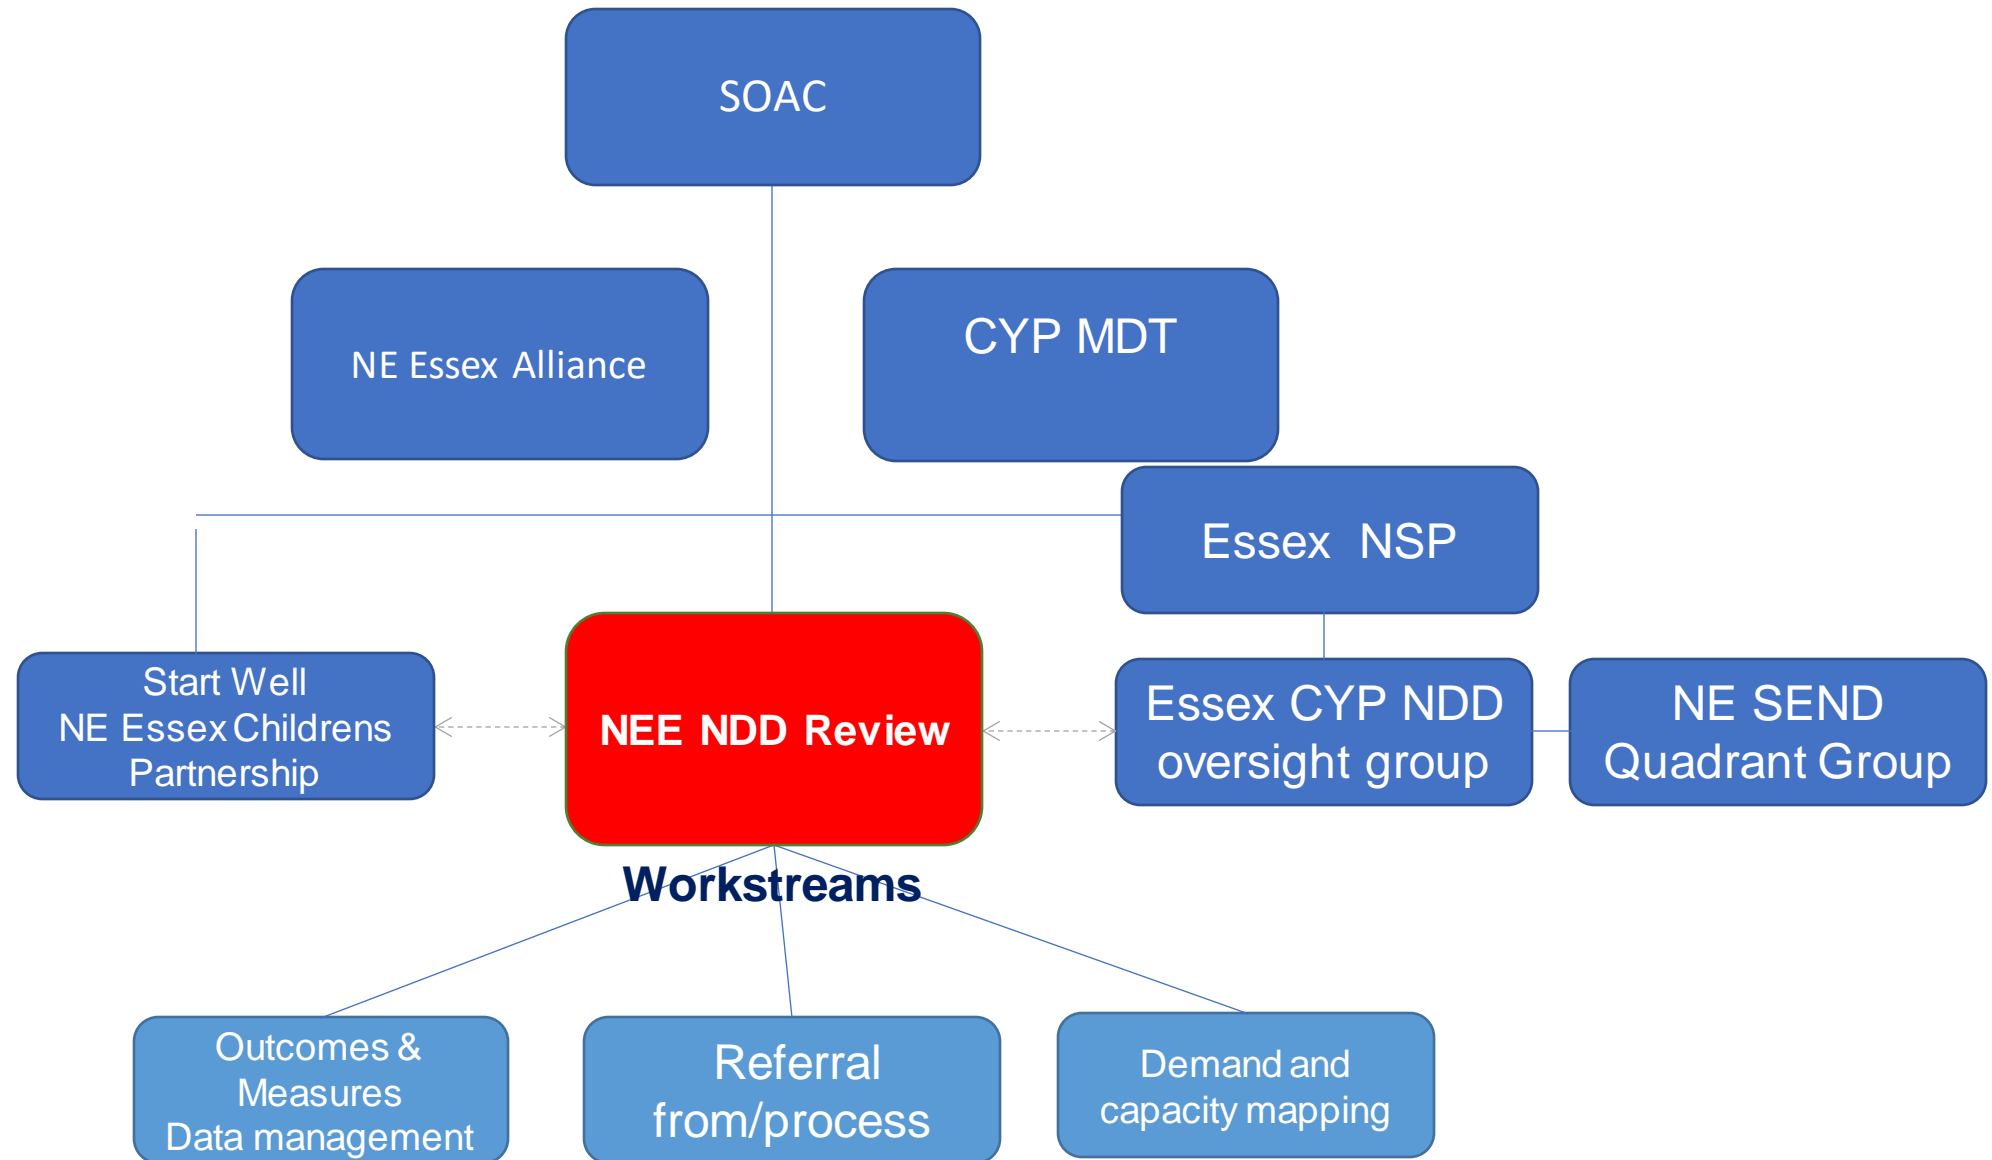 SOAC
NE Essex Alliance
CYP MDT
Essex NSP
Start Well
NE Essex Childrens
Partnership
NEE NDD Review
Essex CYP NDD
oversight group
NE SEND
Quadrant Group
Workstreams
Outcomes &
Measures
Data management
Referral
from/process
Demand and
capacity mapping